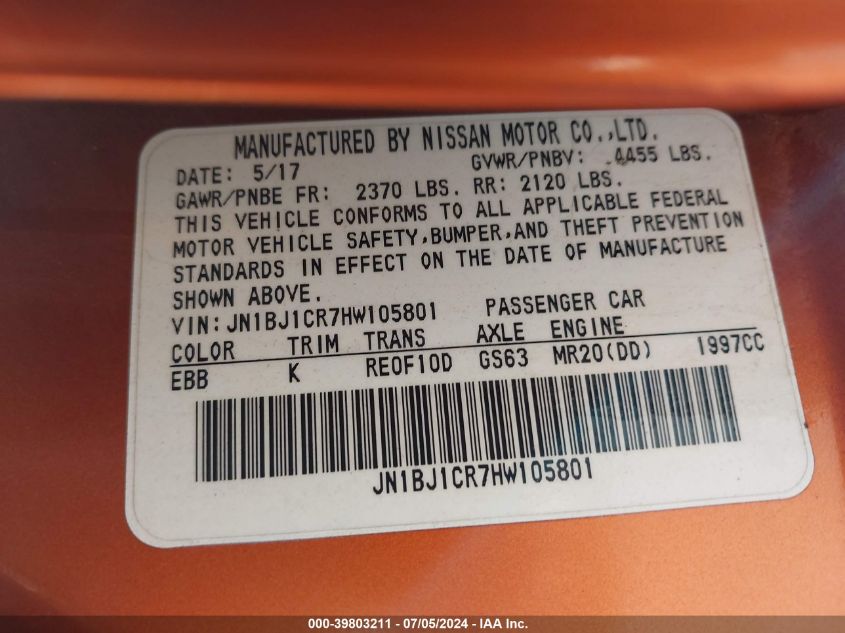 MANUFACTURED BY NISSAN MOTOR CO.,LTD.
DATE: 5/17 GVWR/PNBV: 4455 LBS.
GAWR/PNBE FR: 2370 LBS. RR: 2120 LBS.
THIS VEHICLE CONFORMS TO ALL APPLICABLE FEDERAL
MOTOR VEHICLE SAFETY,BUMPER,AND THEFT PREVENTION
STANDARDS IN EFFECT ON THE DATE OF MANUFACTURE
SHOWN ABOVE.
VIN: JN1BJ1CR7HW105801 PASSENGER CAR
COLOR TRIM TRANS AXLE ENGINE
EBB K RE0F10D GS63 MR20(DD) 1997CC
JN1BJ1CR7HW105801
000-39803211 - 07/05/2024 - IAA Inc.